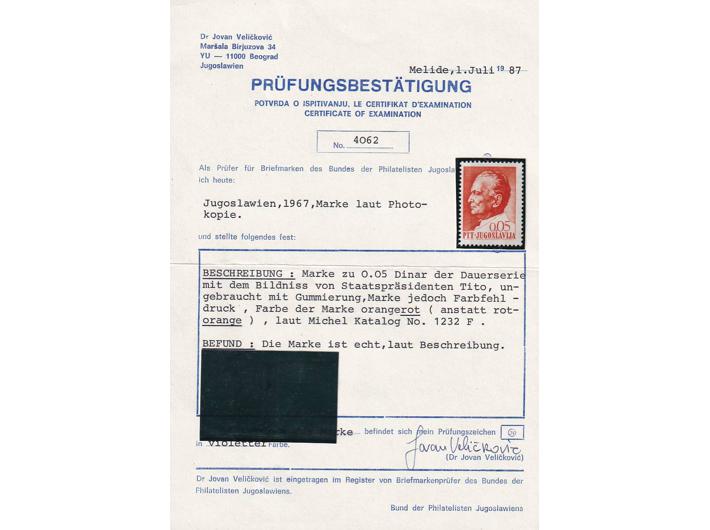 Dr Jovan Veličković
Maršala Birjuzova 34
YU — 11000 Beograd
Jugoslawien
Melide,1.Juli 19 87
PRÜFUNGSBESTÄTIGUNG
POTVRDA O ISPITIVANJU, LE CERTIFIKAT D'EXAMINATION
CERTIFICATE OF EXAMINATION
No. 4062
Als Prüfer für Briefmarken des Bundes der Philatelisten Jugosla
ich heute:
Jugoslawien,1967,Marke laut Photo-
kopie.
0.05
PTT·JUGOSLAVIJA
und stellte folgendes fest:
BESCHREIBUNG : Marke zu 0.05 Dinar der Dauerserie
mit dem Bildniss von Staatspräsidenten Tito, un-
gebraucht mit Gummierung,Marke jedoch Farbfehl -
druck , Farbe der Marke orangerot ( anstatt rot-
orange ) , laut Michel Katalog No. 1232 F .
BEFUND : Die Marke ist echt,laut Beschreibung.
rke befindet sich mein Prüfungszeichen
in violetter Farbe.
Jovan Veličković
(Dr Jovan Veličković)
Dr Jovan Veličković ist eingetragen im Register von Briefmarkenprüfer des Bundes der
Philatelisten Jugoslawiens.
Bund der Philatelisten Jugoslawiens